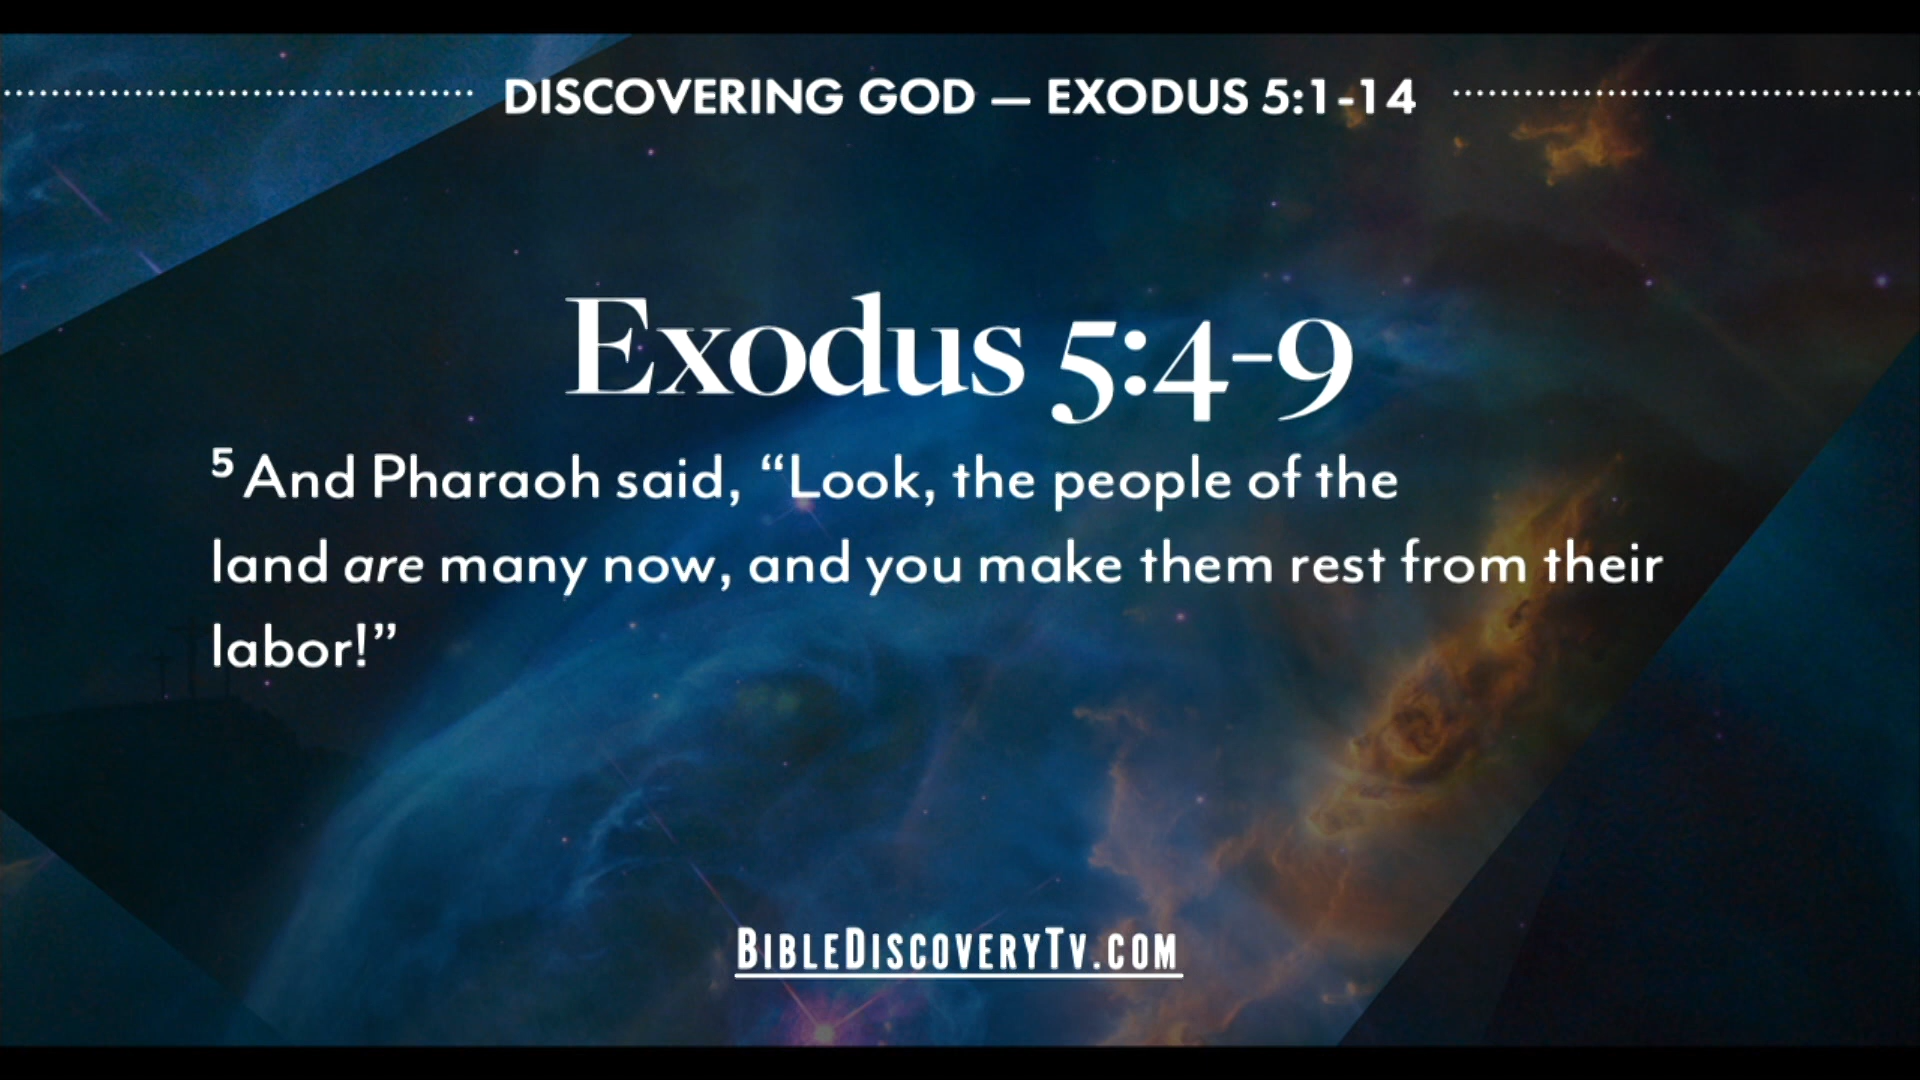 DISCOVERING GOD — EXODUS 5:1-14
Exodus 5:4-9
5 And Pharaoh said, “Look, the people of the
land are many now, and you make them rest from their
labor!”
BIBLEDISCOVERYTV.COM